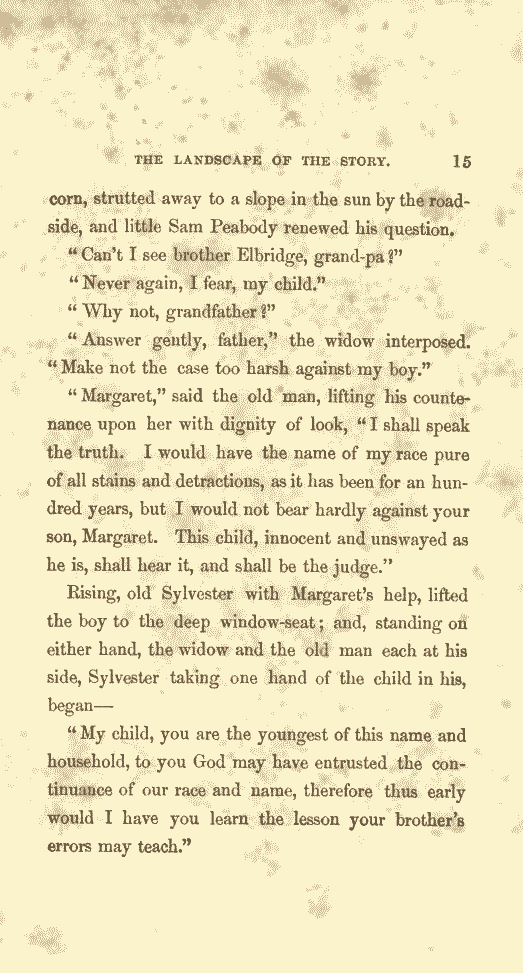 THE LANDSCAPE OF THE STORY. 15
corn, strutted away to a slope in the sun by the road-
side, and little Sam Peabody renewed his question.
"Can't I see brother Elbridge, grand-pa?"
"Never again, I fear, my child."
"Why not, grandfather?"
"Answer gently, father," the widow interposed.
"Make not the case too harsh against my boy."
"Margaret," said the old man, lifting his counte-
nance upon her with dignity of look, "I shall speak
the truth. I would have the name of my race pure
of all stains and detractions, as it has been for an hun-
dred years, but I would not bear hardly against your
son, Margaret. This child, innocent and unswayed as
he is, shall hear it, and shall be the judge."
Rising, old Sylvester with Margaret's help, lifted
the boy to the deep window-seat; and, standing on
either hand, the widow and the old man each at his
side, Sylvester taking one hand of the child in his,
began—
"My child, you are the youngest of this name and
household, to you God may have entrusted the con-
tinuance of our race and name, therefore thus early
would I have you learn the lesson your brother's
errors may teach."